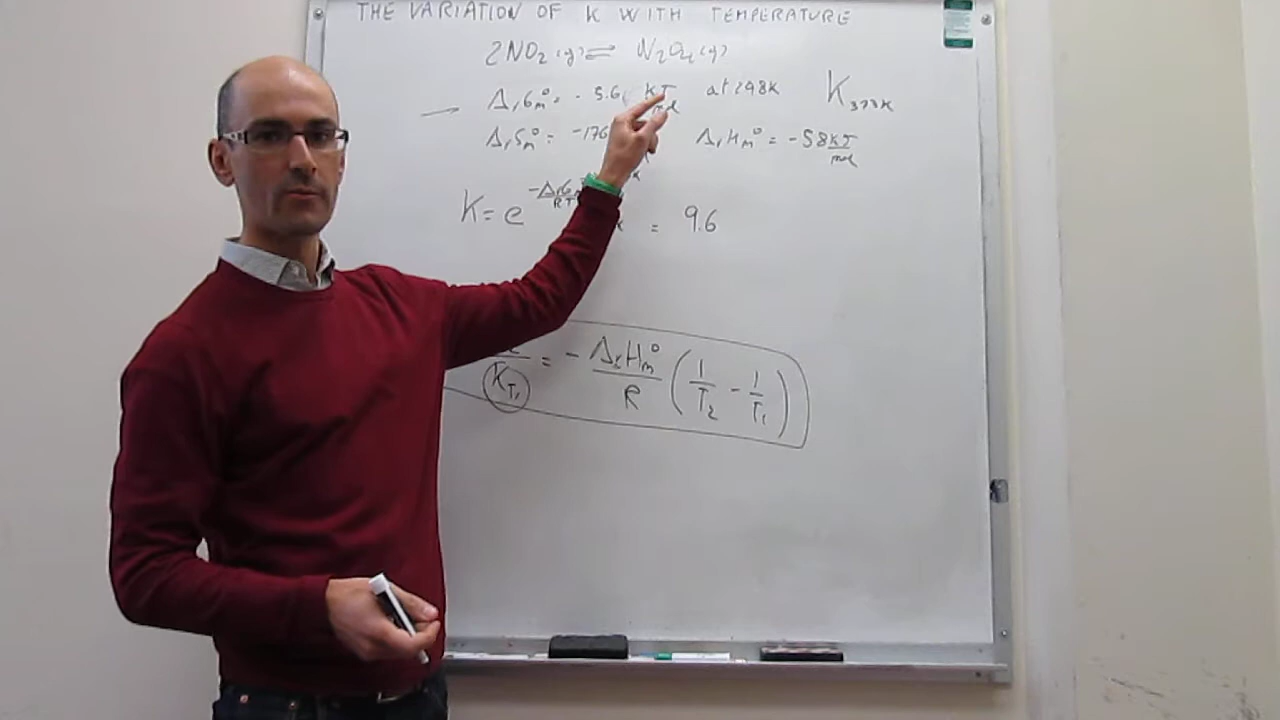 THE VARIATION OF K WITH TEMPERATURE
2NO₂(g) ⇌ N₂O₄(g)
ΔrGm° = -5.6 kJ/mol at 298K K₃₇₃K
ΔrSm° = -176 ΔrHm° = -58 kJ/mol
K = e^-ΔrGm/RT = 9.6
K_T₁ = - ΔrHm°/R (1/T₂ - 1/T₁)